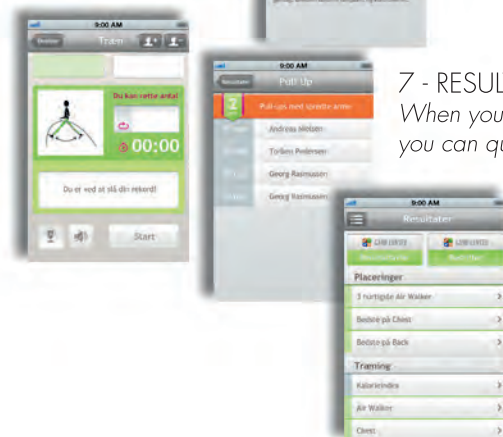 9:00 AM
Træn
Du kan rette antal
00:00
Du er ved at slå din rekord!
Start
9:00 AM
Resultater
Pull Up
Pull-ups med spredte arme
Andreas Nielsen
Torben Pedersen
Georg Rasmussen
Georg Rasmussen
7 - RESUL
When you
you can qu
9:00 AM
Resultater
Placeringer
3 hurtigste Air Walker
Bedste på Chest
Bedste på Back
Træning
Kalorieindex
Air Walker
Chest